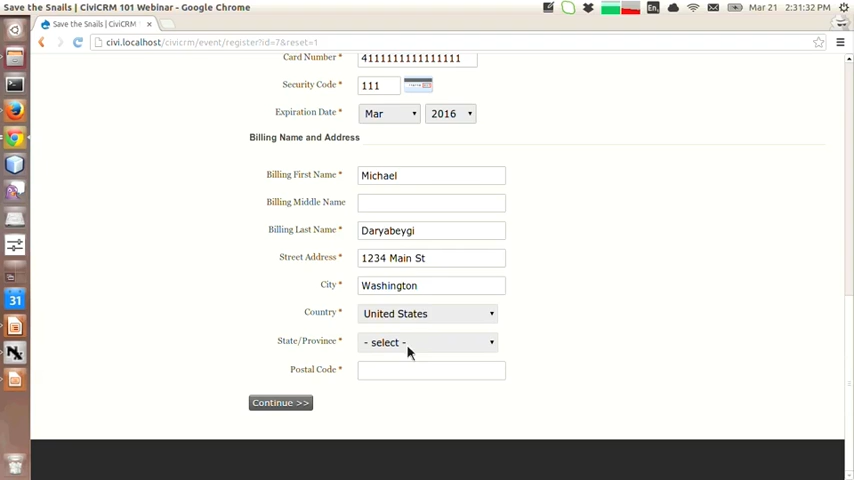 Save the Snails | CiviCRM 101 Webinar - Google Chrome
En
Mar 21 2:31:32 PM
Save the Snails | CiviCRM
civi.localhost/civicrm/event/register?id=7&reset=1
Card Number * 4111111111111111
Security Code * 111
Expiration Date * Mar 2016
Billing Name and Address
Billing First Name * Michael
Billing Middle Name
Billing Last Name * Daryabeygi
Street Address * 1234 Main St
City * Washington
Country * United States
State/Province * - select -
Postal Code *
Continue >>
31